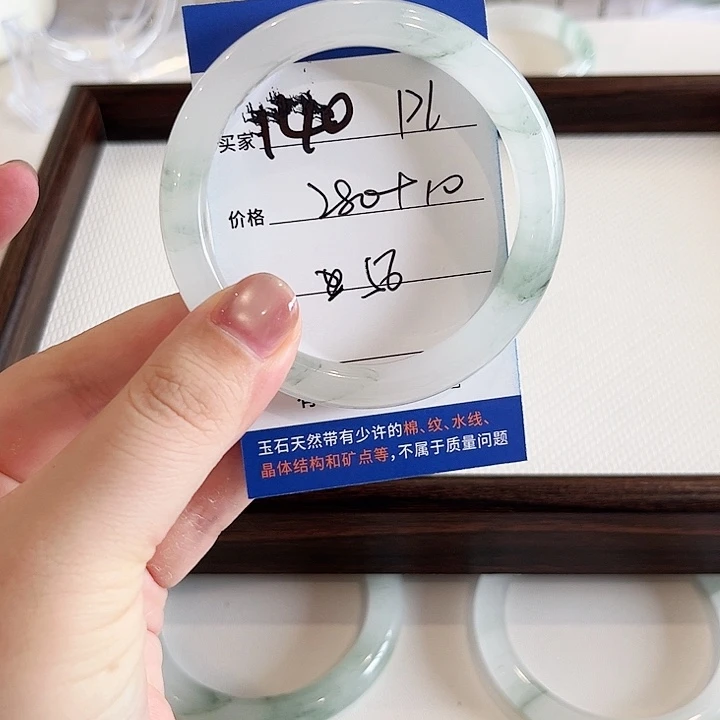 买家 140
价格 280+10
56
玉石天然带有少许的棉、纹、水线、
晶体结构和矿点等,不属于质量问题